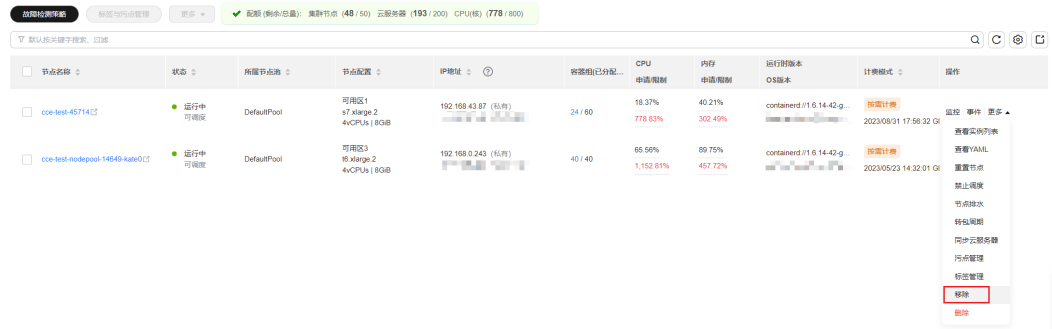 故障检测策略 标签与污点管理 更多 配额 (剩余/总量): 集群节点 (48 / 50) 云服务器 (193 / 200) CPU(核) (778 / 800)
默认按关键字搜索、过滤
节点名称 状态 所属节点池 节点配置 IP地址 容器组(已分配... CPU 申请/限制 内存 申请/限制 运行时版本 OS版本 计费模式 操作
cce-test-45714 运行中 可调度 DefaultPool 可用区1 s7.xlarge.2 4vCPUs | 8GiB 192.168.43.87 (私有) 24 / 60 18.37% 778.83% 40.21% 302.49% containerd://1.6.14-42-g... 按需计费 2023/08/31 17:56:32 GI 监控 事件 更多
cce-test-nodepool-14649-kate0 运行中 可调度 DefaultPool 可用区3 t6.xlarge.2 4vCPUs | 8GiB 192.168.0.243 (私有) 40 / 40 65.56% 1,152.81% 89.75% 457.72% containerd://1.6.14-42-g... 按需计费 2023/05/23 14:32:01 GI
查看实例列表
查看YAML
重置节点
禁止调度
节点排水
转包周期
同步云服务器
污点管理
标签管理
移除
删除